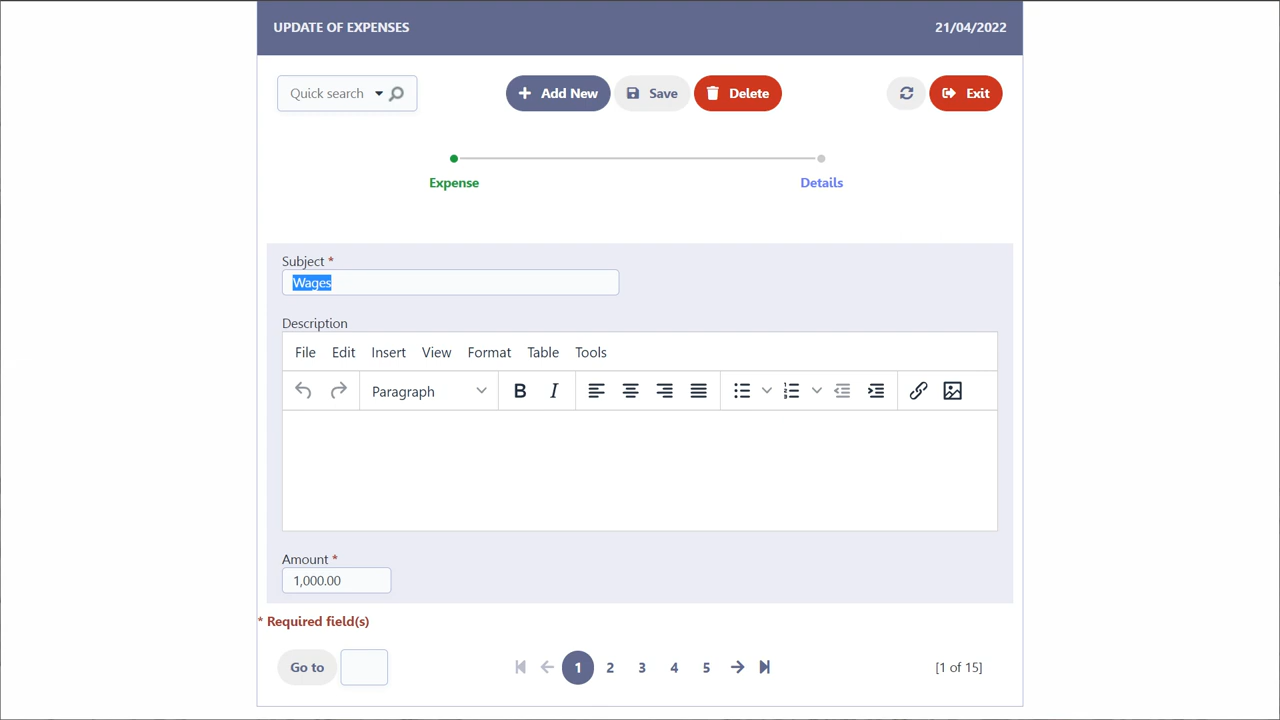 UPDATE OF EXPENSES 21/04/2022
Quick search Add New Save Delete Exit
Expense Details
Subject *
Wages
Description
File Edit Insert View Format Table Tools
Paragraph B I
Amount *
1,000.00
* Required field(s)
Go to 1 2 3 4 5 [1 of 15]